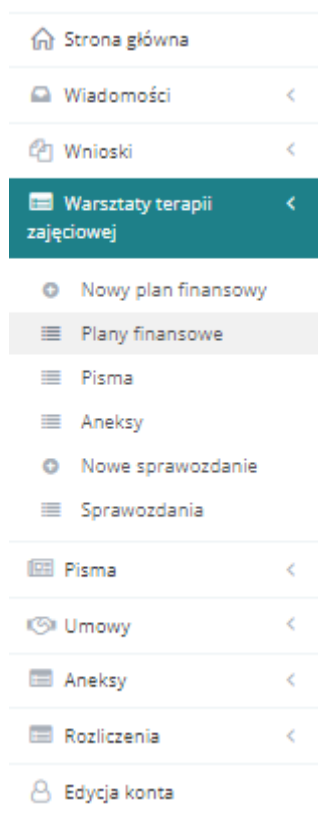 Strona główna
Wiadomości
Wnioski
Warsztaty terapii
zajęciowej
Nowy plan finansowy
Plany finansowe
Pisma
Aneksy
Nowe sprawozdanie
Sprawozdania
Pisma
Umowy
Aneksy
Rozliczenia
Edycja konta